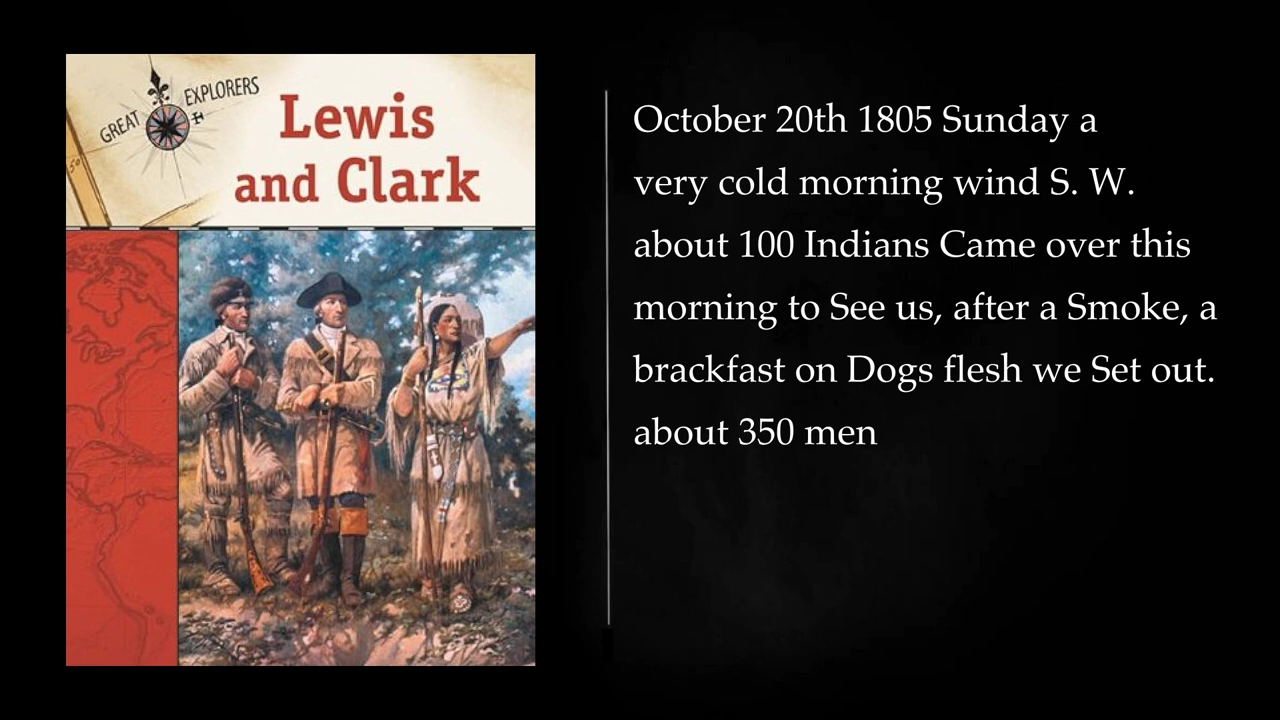 GREAT EXPLORERS
Lewis
and Clark
50
October 20th 1805 Sunday a
very cold morning wind S. W.
about 100 Indians Came over this
morning to See us, after a Smoke, a
brackfast on Dogs flesh we Set out.
about 350 men